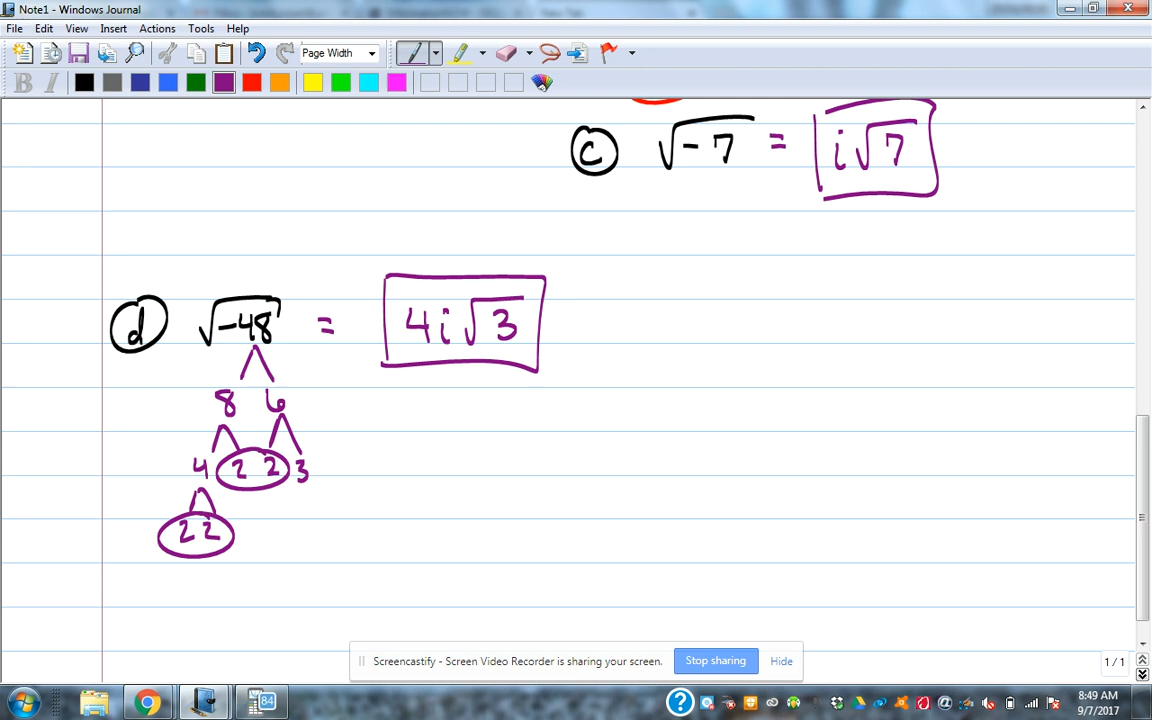 Note1 - Windows Journal
File Edit View Insert Actions Tools Help
Page Width
B I
c √-7 = i√7
d √-48 = 4i√3
8 6
4 2 2 3
2 2
Screencastify - Screen Video Recorder is sharing your screen. Stop sharing Hide
1 / 1
84
8:49 AM
9/7/2017